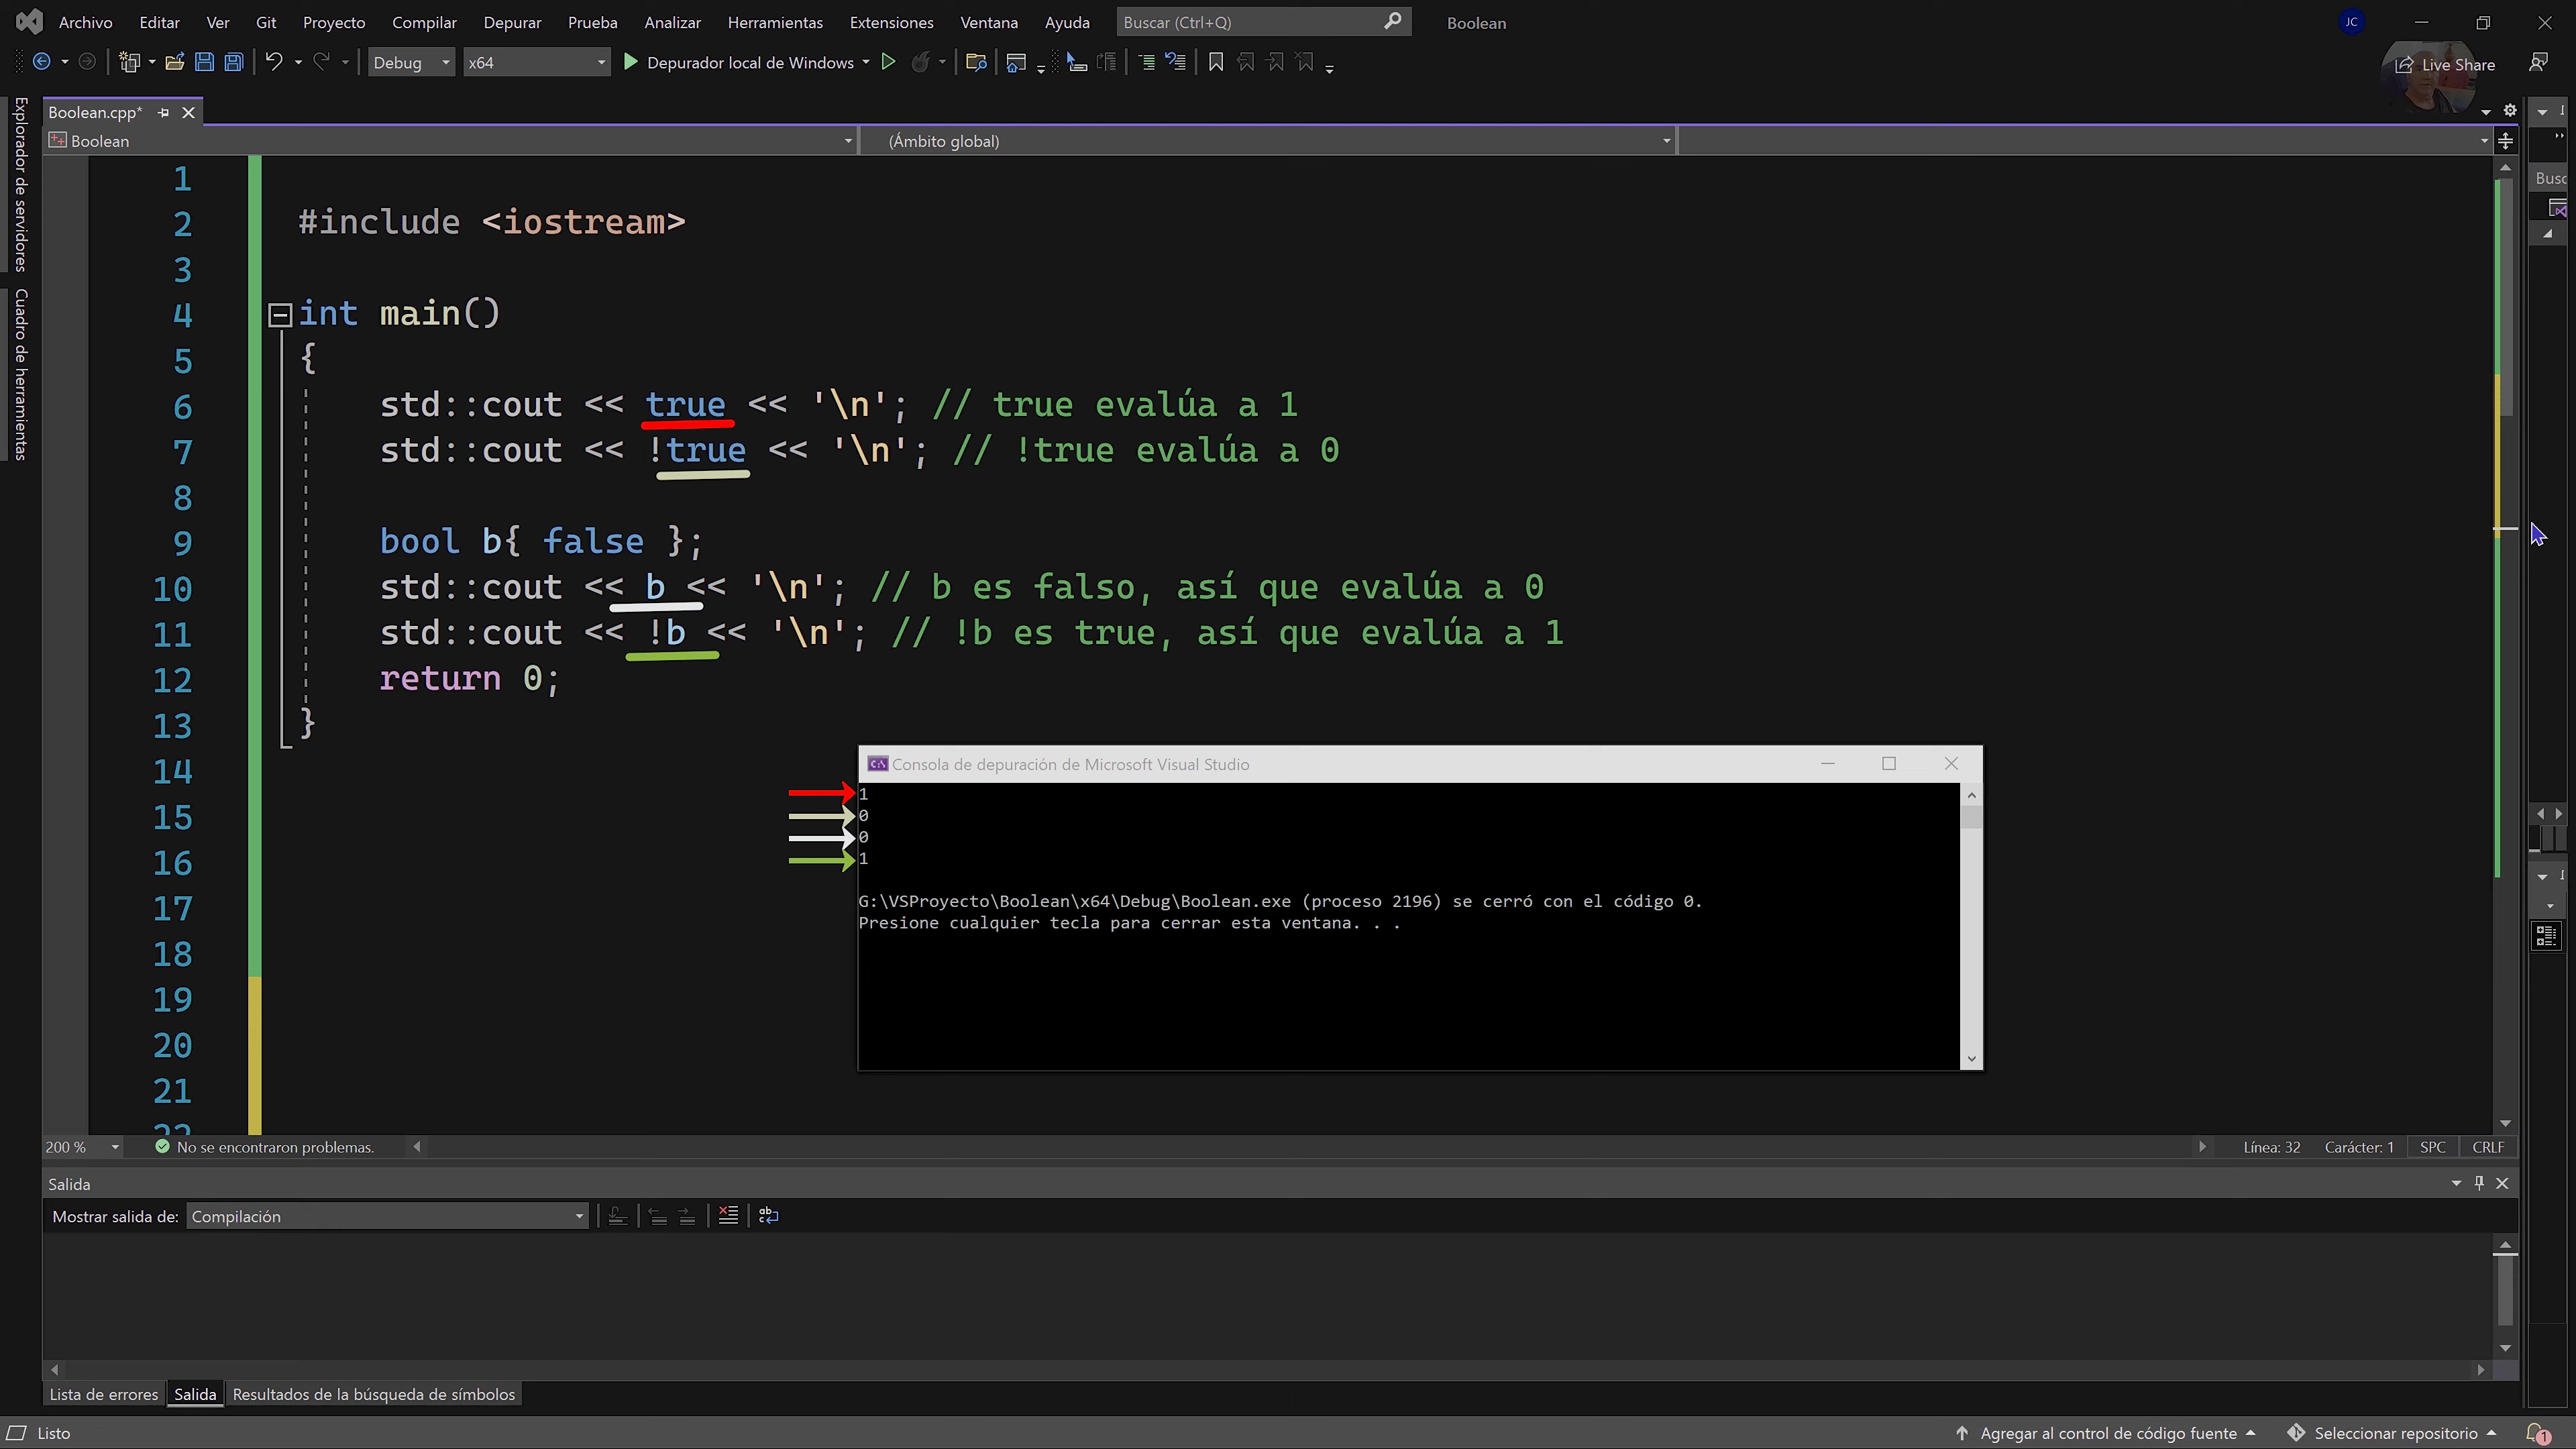 Archivo Editar Ver Git Proyecto Compilar Depurar Prueba Analizar Herramientas Extensiones Ventana Ayuda Buscar (Ctrl+Q) Boolean JC
Debug x64 Depurador local de Windows Live Share
Explorador de servidores
Cuadro de herramientas
Boolean.cpp*
Boolean (Ámbito global)
Busc
1
2 #include <iostream>
3
4 int main()
5 {
6 std::cout << true << '\n'; // true evalúa a 1
7 std::cout << !true << '\n'; // !true evalúa a 0
8
9 bool b{ false };
10 std::cout << b << '\n'; // b es falso, así que evalúa a 0
11 std::cout << !b << '\n'; // !b es true, así que evalúa a 1
12 return 0;
13 }
14
15
16
17
18
19
20
21
22
Consola de depuración de Microsoft Visual Studio
1
0
0
1
G:\VSProyecto\Boolean\x64\Debug\Boolean.exe (proceso 2196) se cerró con el código 0.
Presione cualquier tecla para cerrar esta ventana. . .
200 % No se encontraron problemas. Línea: 32 Carácter: 1 SPC CRLF
Salida
Mostrar salida de: Compilación
Lista de errores Salida Resultados de la búsqueda de símbolos
Listo Agregar al control de código fuente Seleccionar repositorio 1